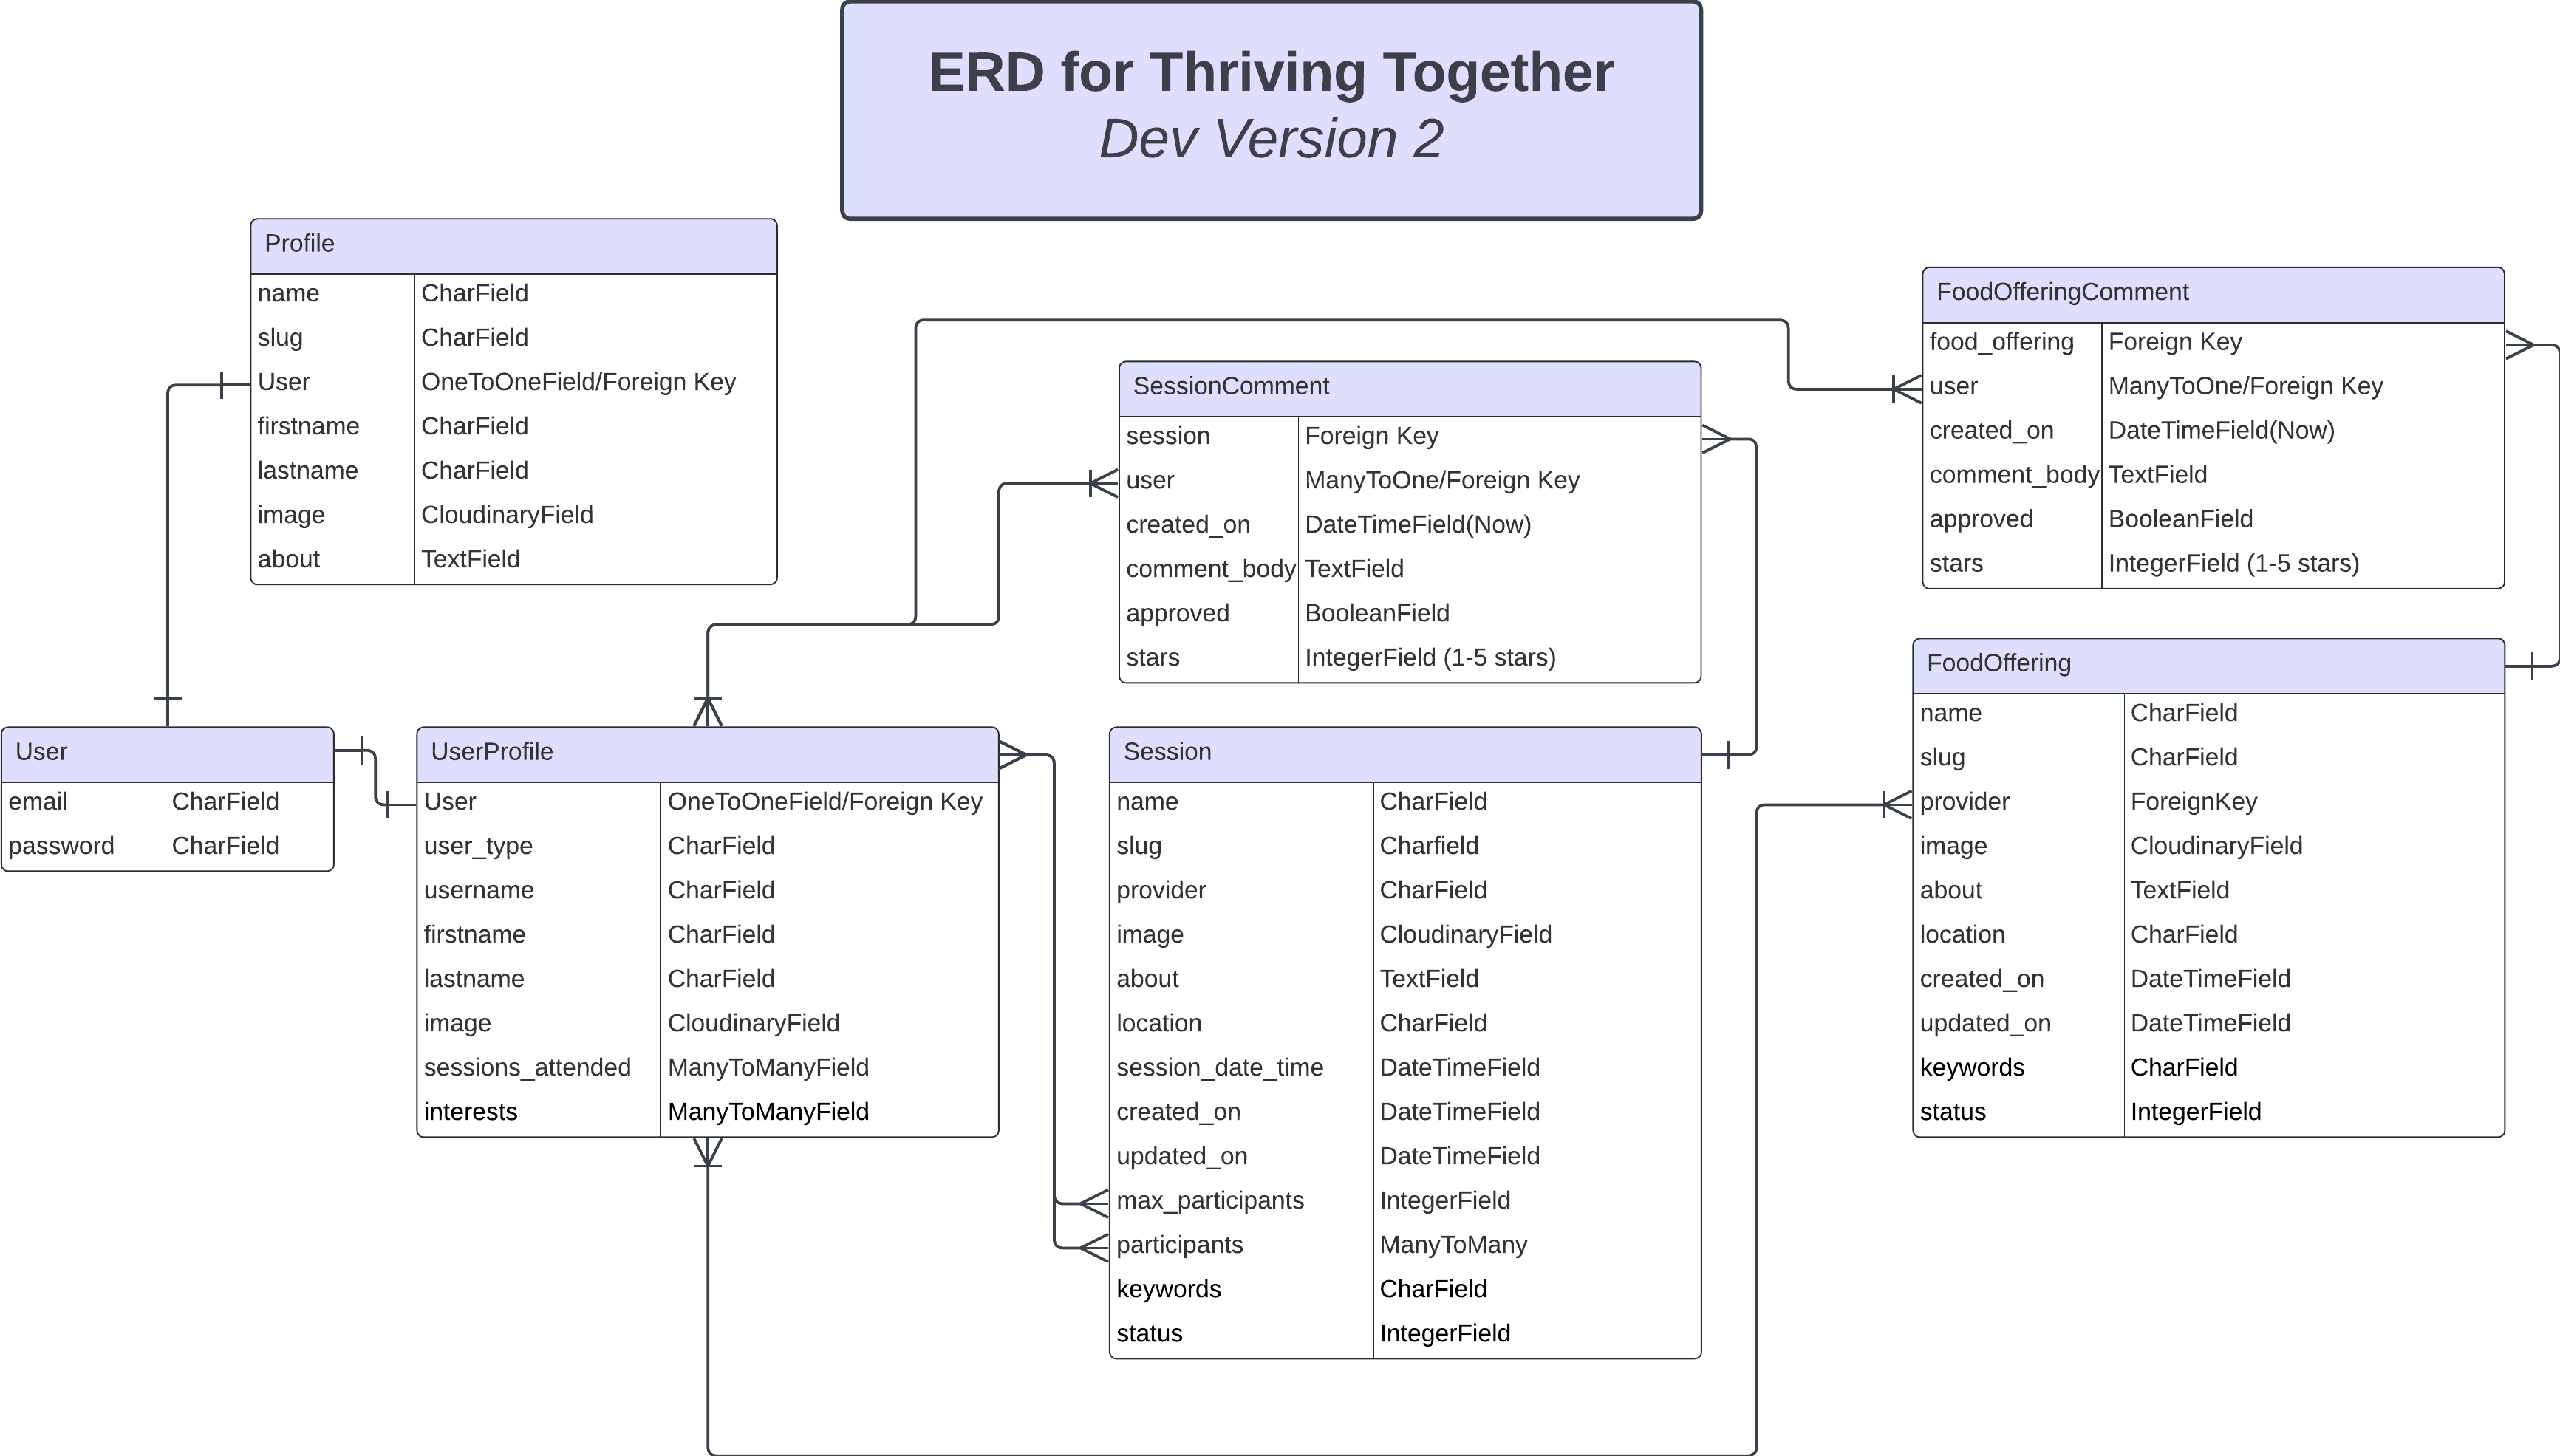 ERD for Thriving Together
Dev Version 2
Profile
name CharField
slug CharField
User OneToOneField/Foreign Key
firstname CharField
lastname CharField
image CloudinaryField
about TextField
User
email CharField
password CharField
UserProfile
User OneToOneField/Foreign Key
user_type CharField
username CharField
firstname CharField
lastname CharField
image CloudinaryField
sessions_attended ManyToManyField
interests ManyToManyField
SessionComment
session Foreign Key
user ManyToOne/Foreign Key
created_on DateTimeField(Now)
comment_body TextField
approved BooleanField
stars IntegerField (1-5 stars)
Session
name CharField
slug Charfield
provider CharField
image CloudinaryField
about TextField
location CharField
session_date_time DateTimeField
created_on DateTimeField
updated_on DateTimeField
max_participants IntegerField
participants ManyToMany
keywords CharField
status IntegerField
FoodOfferingComment
food_offering Foreign Key
user ManyToOne/Foreign Key
created_on DateTimeField(Now)
comment_body TextField
approved BooleanField
stars IntegerField (1-5 stars)
FoodOffering
name CharField
slug CharField
provider ForeignKey
image CloudinaryField
about TextField
location CharField
created_on DateTimeField
updated_on DateTimeField
keywords CharField
status IntegerField